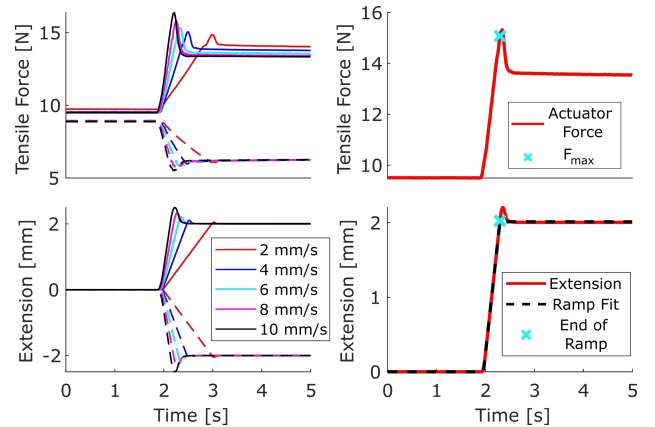 Tensile Force [N]
15
10
5
Tensile Force [N]
16
14
12
10
Actuator
Force
F_max
Extension [mm]
2
0
-2
2 mm/s
4 mm/s
6 mm/s
8 mm/s
10 mm/s
0 1 2 3 4 5
Time [s]
Extension [mm]
2
1
0
Extension
Ramp Fit
End of
Ramp
0 1 2 3 4 5
Time [s]